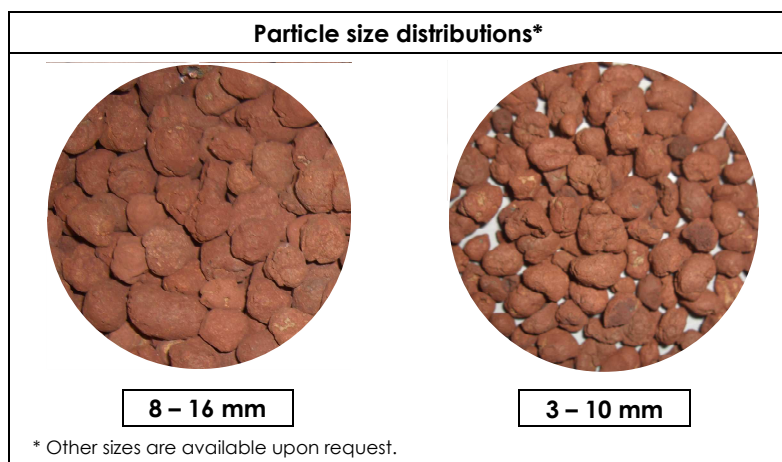 Particle size distributions*
8 – 16 mm
3 – 10 mm
* Other sizes are available upon request.